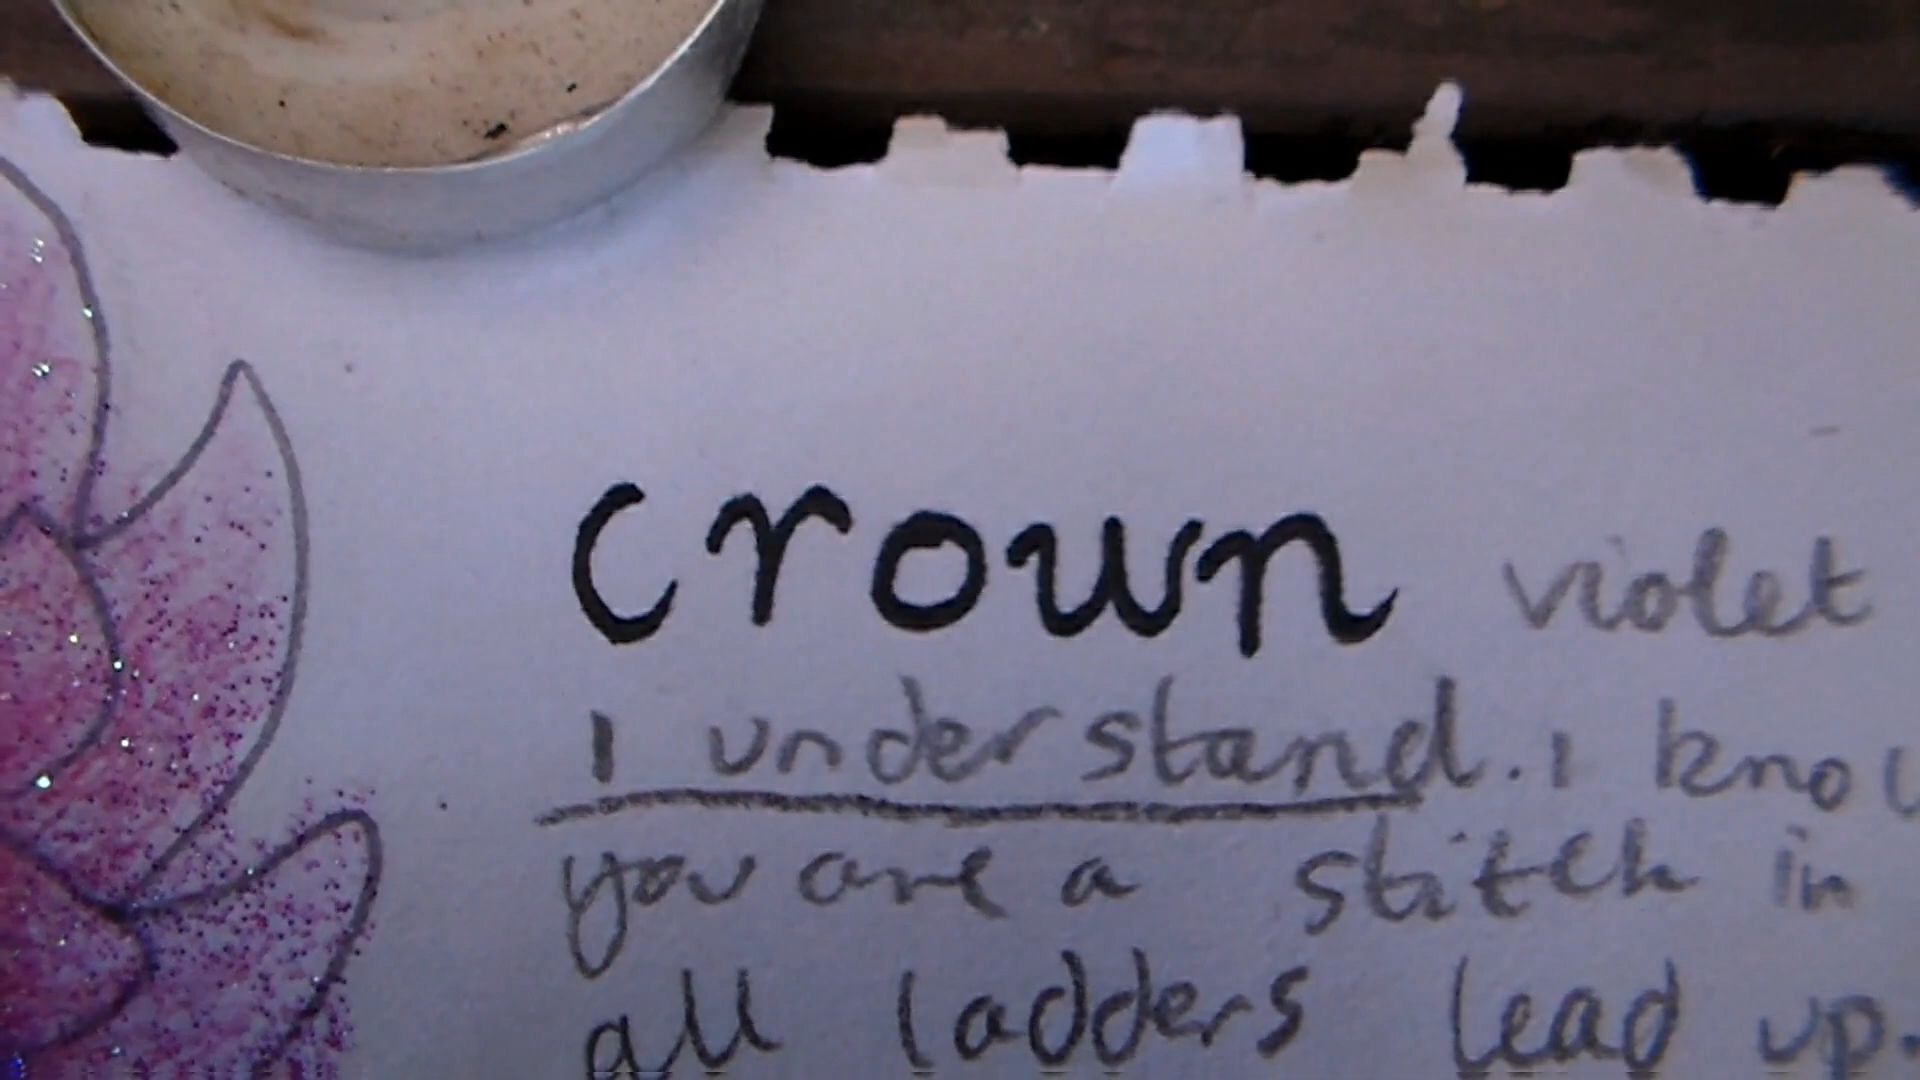 crown violet
I understand. I know
you are a stitch in
all ladders lead up.